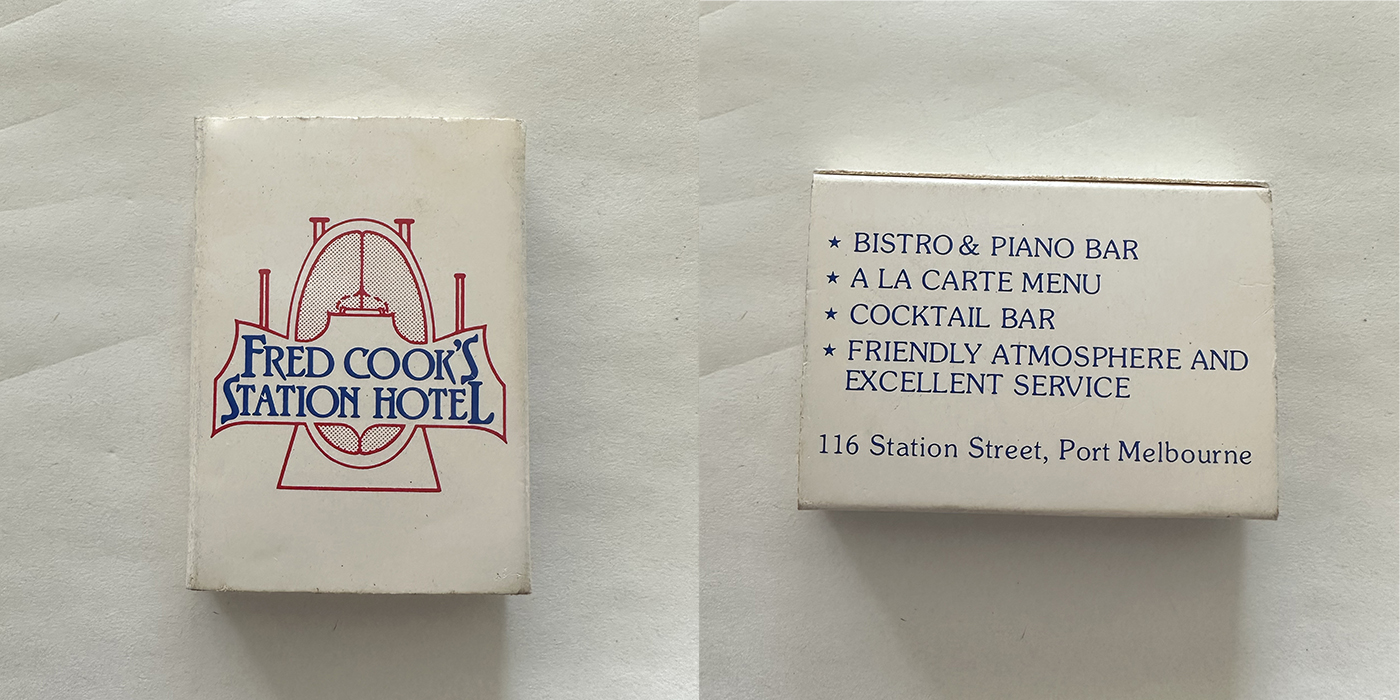 FRED COOK'S
STATION HOTEL
★ BISTRO & PIANO BAR
★ A LA CARTE MENU
★ COCKTAIL BAR
★ FRIENDLY ATMOSPHERE AND
EXCELLENT SERVICE
116 Station Street, Port Melbourne